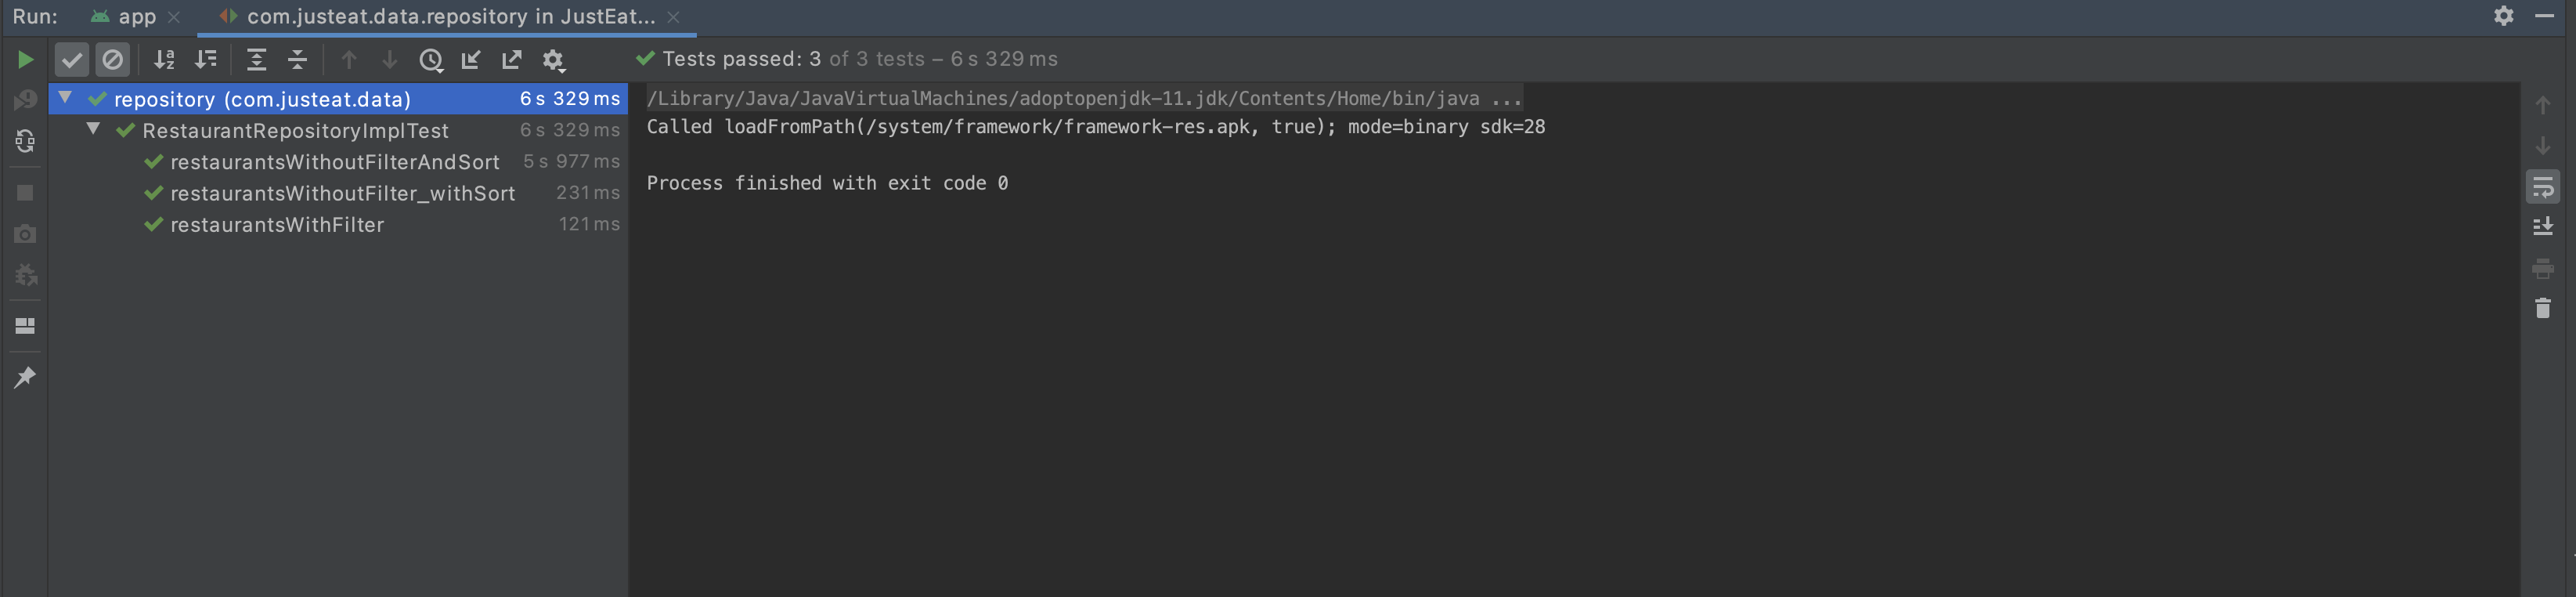 Run: app com.justeat.data.repository in JustEat...
Tests passed: 3 of 3 tests – 6 s 329 ms
repository (com.justeat.data) 6 s 329 ms
RestaurantRepositoryImplTest 6 s 329 ms
restaurantsWithoutFilterAndSort 5 s 977 ms
restaurantsWithoutFilter_withSort 231 ms
restaurantsWithFilter 121 ms
/Library/Java/JavaVirtualMachines/adoptopenjdk-11.jdk/Contents/Home/bin/java ...
Called loadFromPath(/system/framework/framework-res.apk, true); mode=binary sdk=28
Process finished with exit code 0